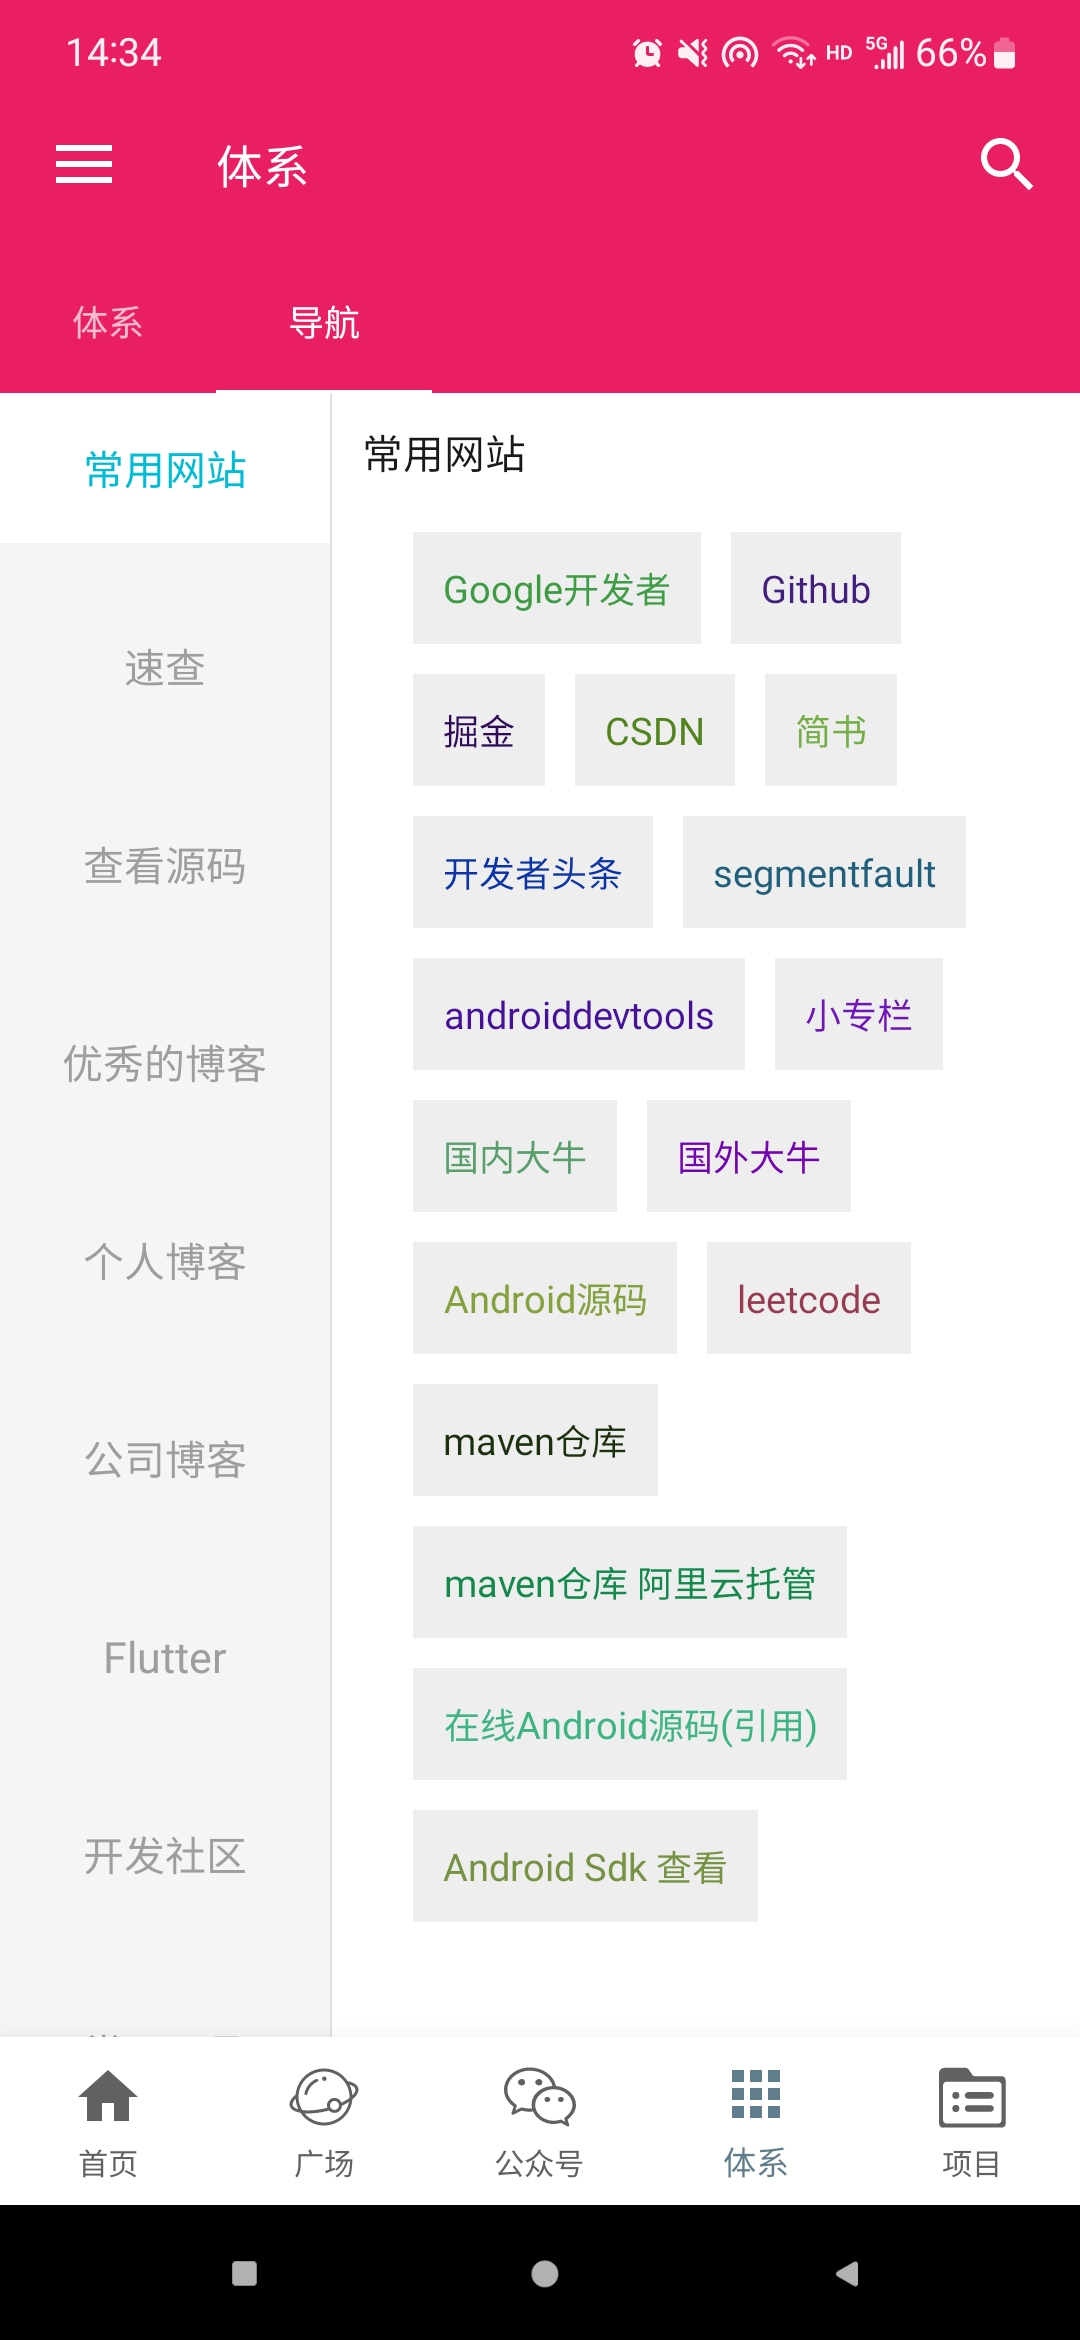 14:34 HD 5G 66%
体系
体系 导航
常用网站
速查
查看源码
优秀的博客
个人博客
公司博客
Flutter
开发社区
常用网站
Google开发者 Github
掘金 CSDN 简书
开发者头条 segmentfault
androiddevtools 小专栏
国内大牛 国外大牛
Android源码 leetcode
maven仓库
maven仓库 阿里云托管
在线Android源码(引用)
Android Sdk 查看
首页 广场 公众号 体系 项目